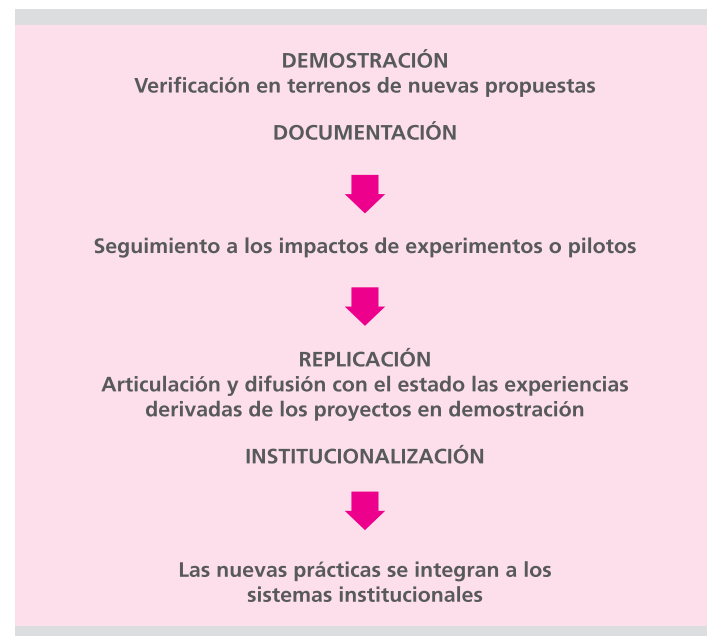 DEMOSTRACIÓN
Verificación en terrenos de nuevas propuestas
DOCUMENTACIÓN
Seguimiento a los impactos de experimentos o pilotos
REPLICACIÓN
Articulación y difusión con el estado las experiencias
derivadas de los proyectos en demostración
INSTITUCIONALIZACIÓN
Las nuevas prácticas se integran a los
sistemas institucionales